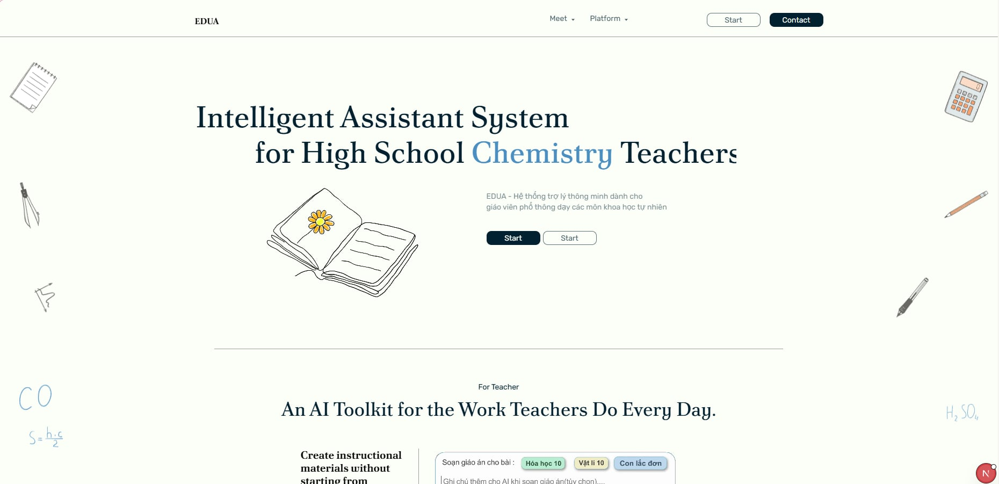 EDUA
Meet
Platform
Start
Contact
Intelligent Assistant System
for High School Chemistry Teachers
EDUA - Hệ thống trợ lý thông minh dành cho
giáo viên phổ thông dạy các môn khoa học tự nhiên
Start
Start
CO
S = h.c/2
H₂SO₄
For Teacher
An AI Toolkit for the Work Teachers Do Every Day.
Create instructional
materials without
starting from
Soạn giáo án cho bài :
Hóa học 10
Vật lí 10
Con lắc đơn
Ghi chú thêm cho AI khi soạn giáo án(tùy chọn)....
N